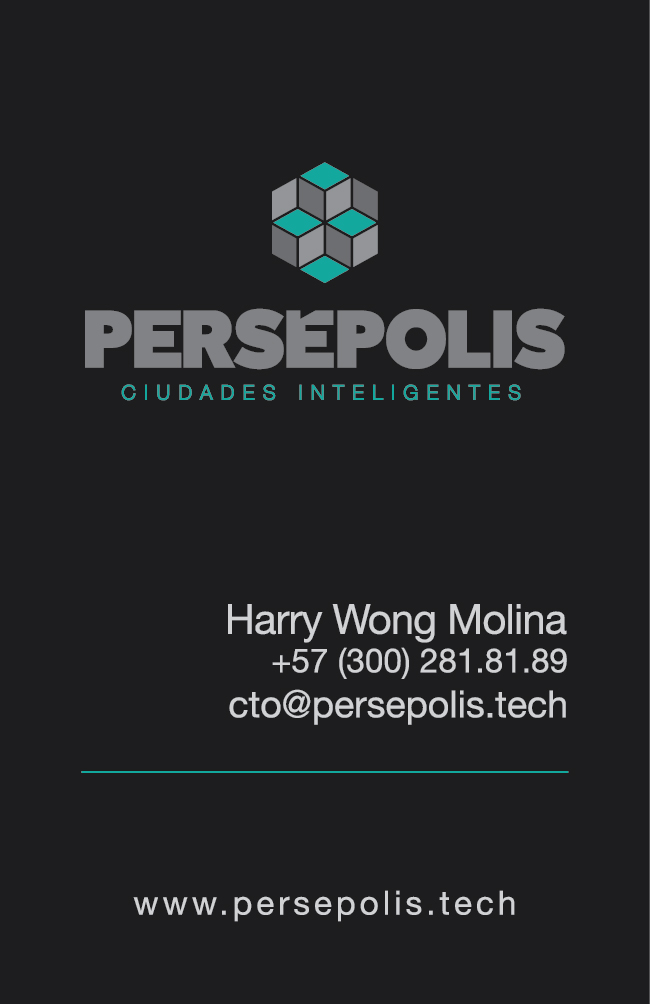 PERSÉPOLIS
CIUDADES INTELIGENTES
Harry Wong Molina
+57 (300) 281.81.89
cto@persepolis.tech
www.persepolis.tech